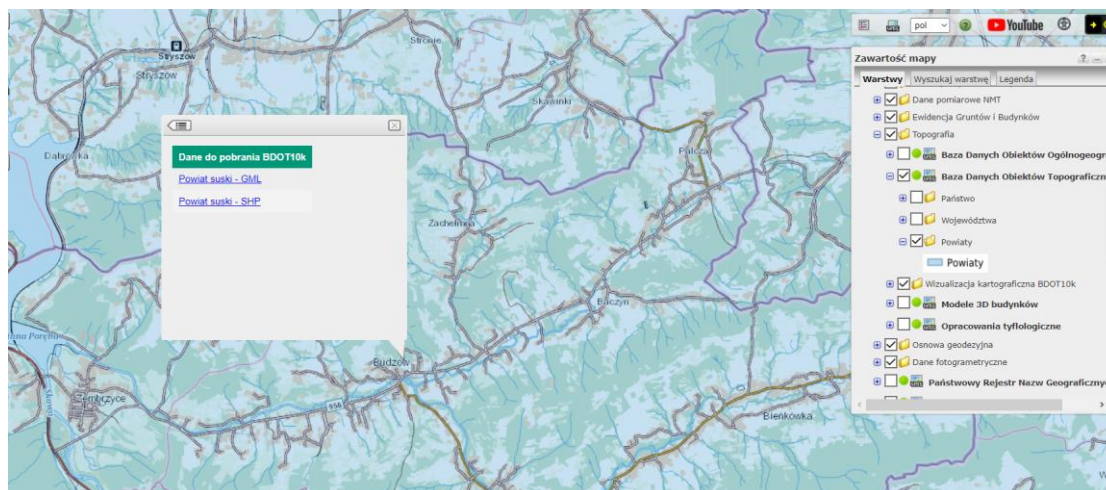 Stronie
Stryszów
Stryszów
Skawinki
Dąbrówka
Palcza
Zachełmna
Baczyn
Budzów
Zembrzyce
956
Bieńkówka
Dane do pobrania BDOT10k
Powiat suski - GML
Powiat suski - SHP
pol
?
YouTube
Zawartość mapy
?
Warstwy Wyszukaj warstwę Legenda
Dane pomiarowe NMT
Ewidencja Gruntów i Budynków
Topografia
Baza Danych Obiektów Ogólnogeogr
Baza Danych Obiektów Topograficzn
Państwo
Województwa
Powiaty
Powiaty
Wizualizacja kartograficzna BDOT10k
Modele 3D budynków
Opracowania tyflologiczne
Osnowa geodezyjna
Dane fotogrametryczne
Państwowy Rejestr Nazw Geograficznyc